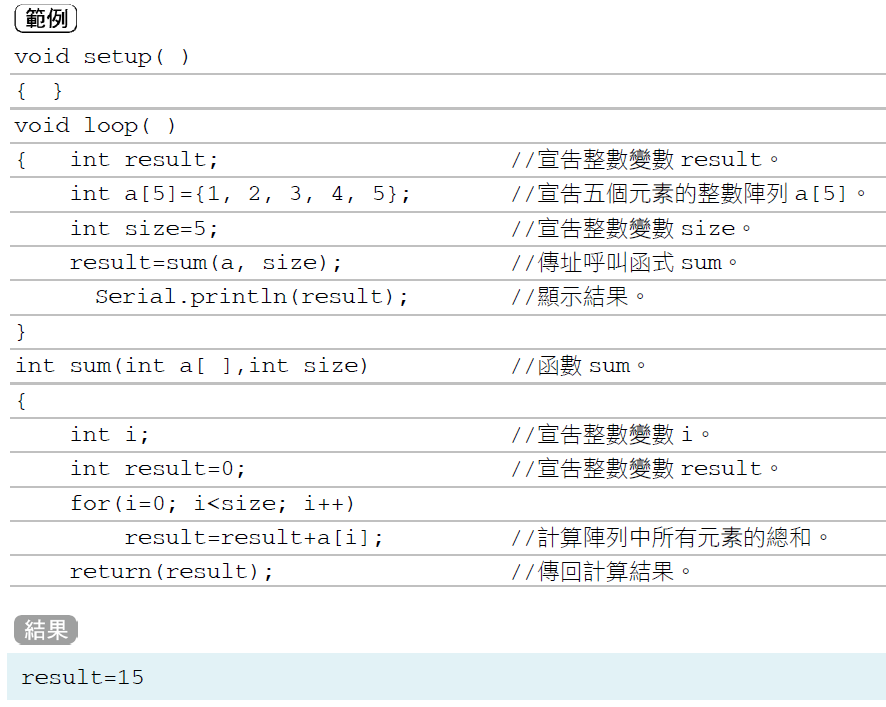 範例
void setup( )
{  }
void loop( )
{   int result;                     //宣告整數變數 result。
    int a[5]={1, 2, 3, 4, 5};       //宣告五個元素的整數陣列 a[5]。
    int size=5;                     //宣告整數變數 size。
    result=sum(a, size);            //傳址呼叫函式 sum。
      Serial.println(result);       //顯示結果。
}
int sum(int a[ ],int size)          //函數 sum。
{
    int i;                          //宣告整數變數 i。
    int result=0;                   //宣告整數變數 result。
    for(i=0; i<size; i++)
        result=result+a[i];         //計算陣列中所有元素的總和。
    return(result);                 //傳回計算結果。
結果
result=15